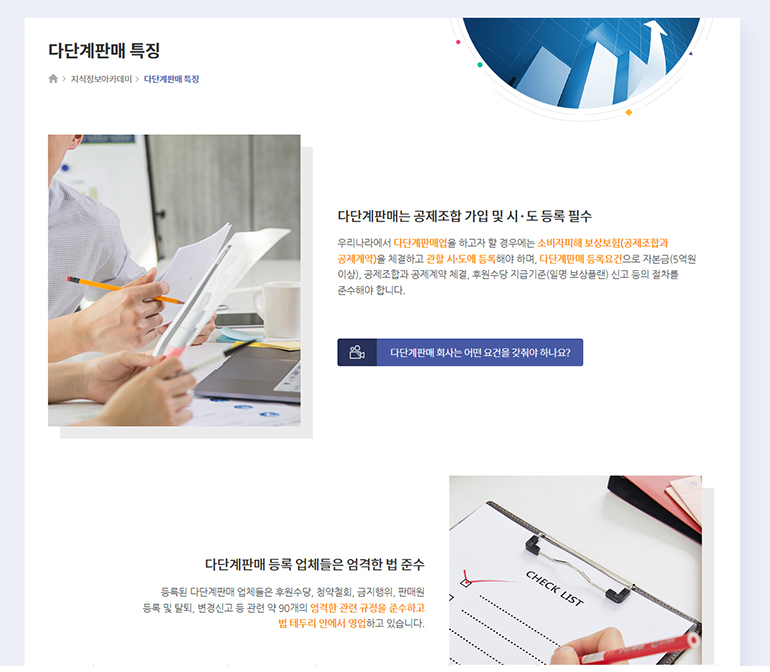 다단계판매 특징
지식정보아카데미 > 다단계판매 특징
다단계판매는 공제조합 가입 및 시·도 등록 필수
우리나라에서 다단계판매업을 하고자 할 경우에는 소비자피해 보상보험(공제조합과
공제계약)을 체결하고 관할 시·도에 등록해야 하며, 다단계판매 등록요건으로 자본금(5억원
이상), 공제조합과 공제계약 체결, 후원수당 지급기준(일명 보상플랜) 신고 등의 절차를
준수해야 합니다.
다단계판매 회사는 어떤 요건을 갖춰야 하나요?
다단계판매 등록 업체들은 엄격한 법 준수
등록된 다단계판매 업체들은 후원수당, 청약철회, 금지행위, 판매원
등록 및 탈퇴, 변경신고 등 관련 약 90개의 엄격한 관련 규정을 준수하고
법 테두리 안에서 영업하고 있습니다.
CHECK LIST